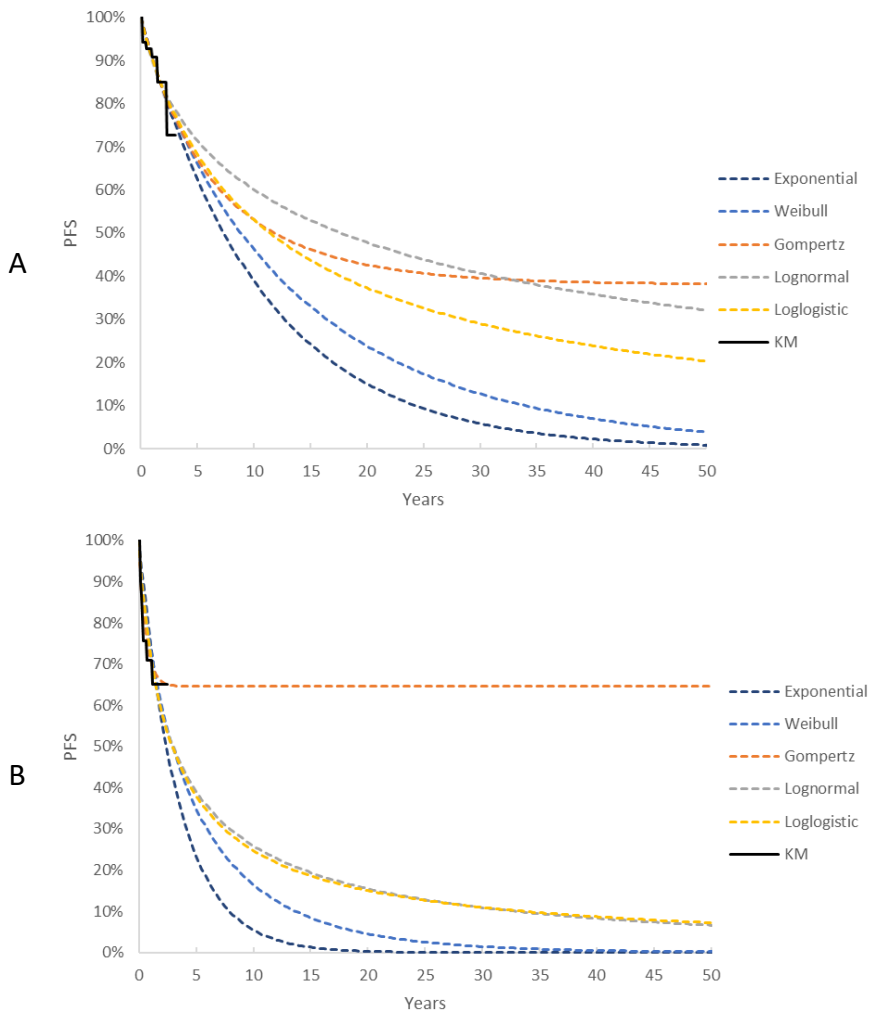 100%
90%
80%
70%
60%
50%
40%
30%
20%
10%
0%
PFS
A
0 5 10 15 20 25 30 35 40 45 50
Years
Exponential
Weibull
Gompertz
Lognormal
Loglogistic
KM
100%
90%
80%
70%
60%
50%
40%
30%
20%
10%
0%
PFS
B
0 5 10 15 20 25 30 35 40 45 50
Years
Exponential
Weibull
Gompertz
Lognormal
Loglogistic
KM